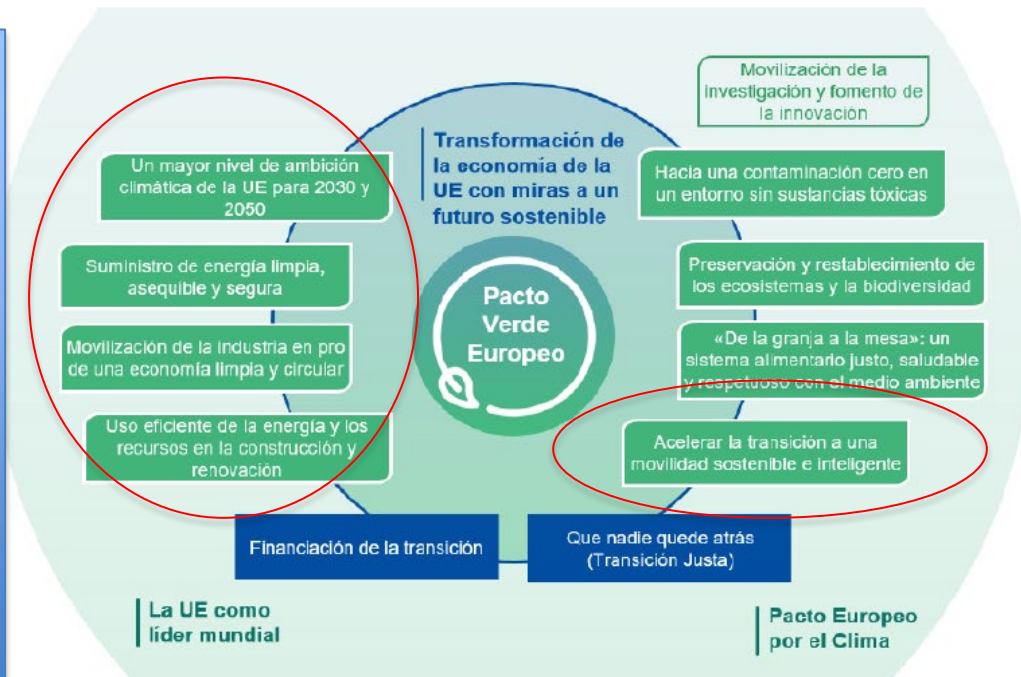 Movilización de la
investigación y fomento de
la innovación
Transformación de
la economía de la
UE con miras a un
futuro sostenible
Un mayor nivel de ambición
climática de la UE para 2030 y
2050
Hacia una contaminación cero en
un entorno sin sustancias tóxicas
Suministro de energía limpia,
asequible y segura
Preservación y restablecimiento de
los ecosistemas y la biodiversidad
Pacto
Verde
Europeo
Movilización de la industria en pro
de una economía limpia y circular
«De la granja a la mesa»: un
sistema alimentario justo, saludable
y respetuoso con el medio ambiente
Uso eficiente de la energía y los
recursos en la construcción y
renovación
Acelerar la transición a una
movilidad sostenible e inteligente
Financiación de la transición
Que nadie quede atrás
(Transición Justa)
La UE como
líder mundial
Pacto Europeo
por el Clima